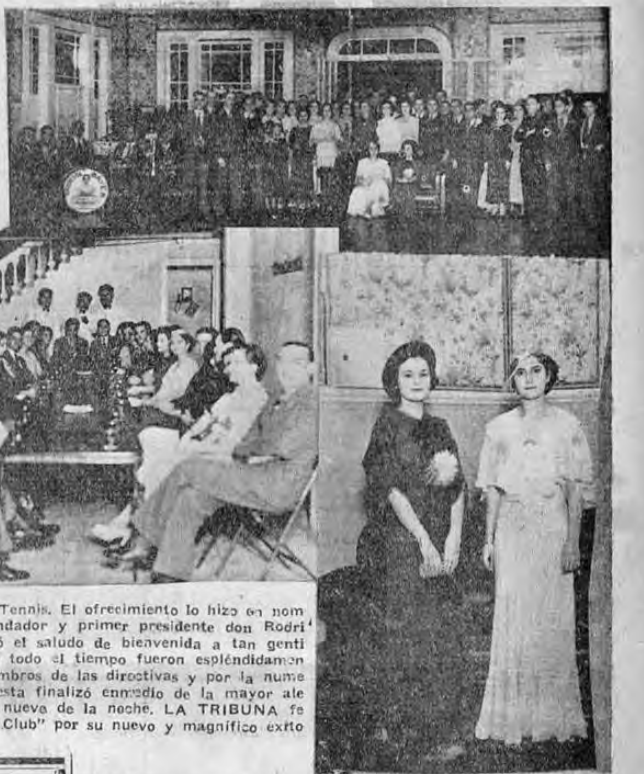 Tennis. El ofrecimiento lo hizo en nom
ndador y primer presidente don Rodri
ó el saludo de bienvenida a tan genti
todo el tiempo fueron espléndidamen
mbros de las directivas y por la nume
esta finalizó enmedio de la mayor ale
nueve de la noche. LA TRIBUNA fe
Club" por su nuevo y magnífico exito